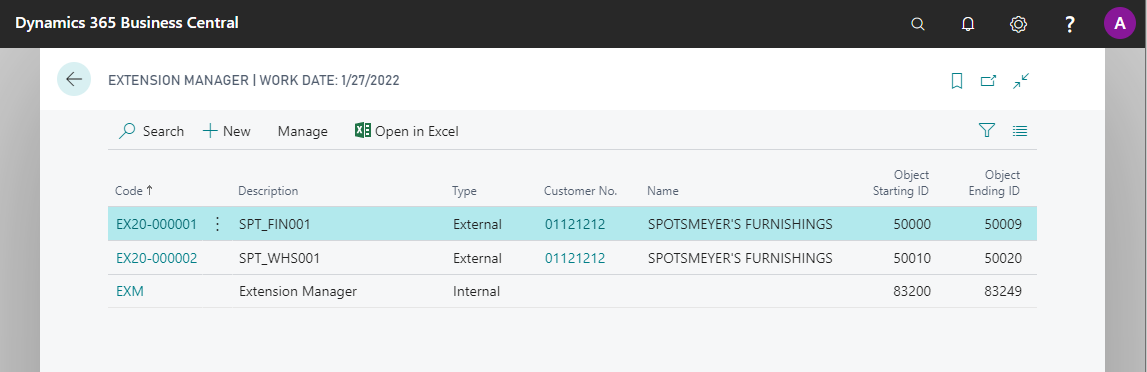 Dynamics 365 Business Central
?
A
EXTENSION MANAGER | WORK DATE: 1/27/2022
Search + New Manage Open in Excel
Code ↑ Description Type Customer No. Name Object Starting ID Object Ending ID
EX20-000001 SPT_FIN001 External 01121212 SPOTSMEYER'S FURNISHINGS 50000 50009
EX20-000002 SPT_WHS001 External 01121212 SPOTSMEYER'S FURNISHINGS 50010 50020
EXM Extension Manager Internal 83200 83249